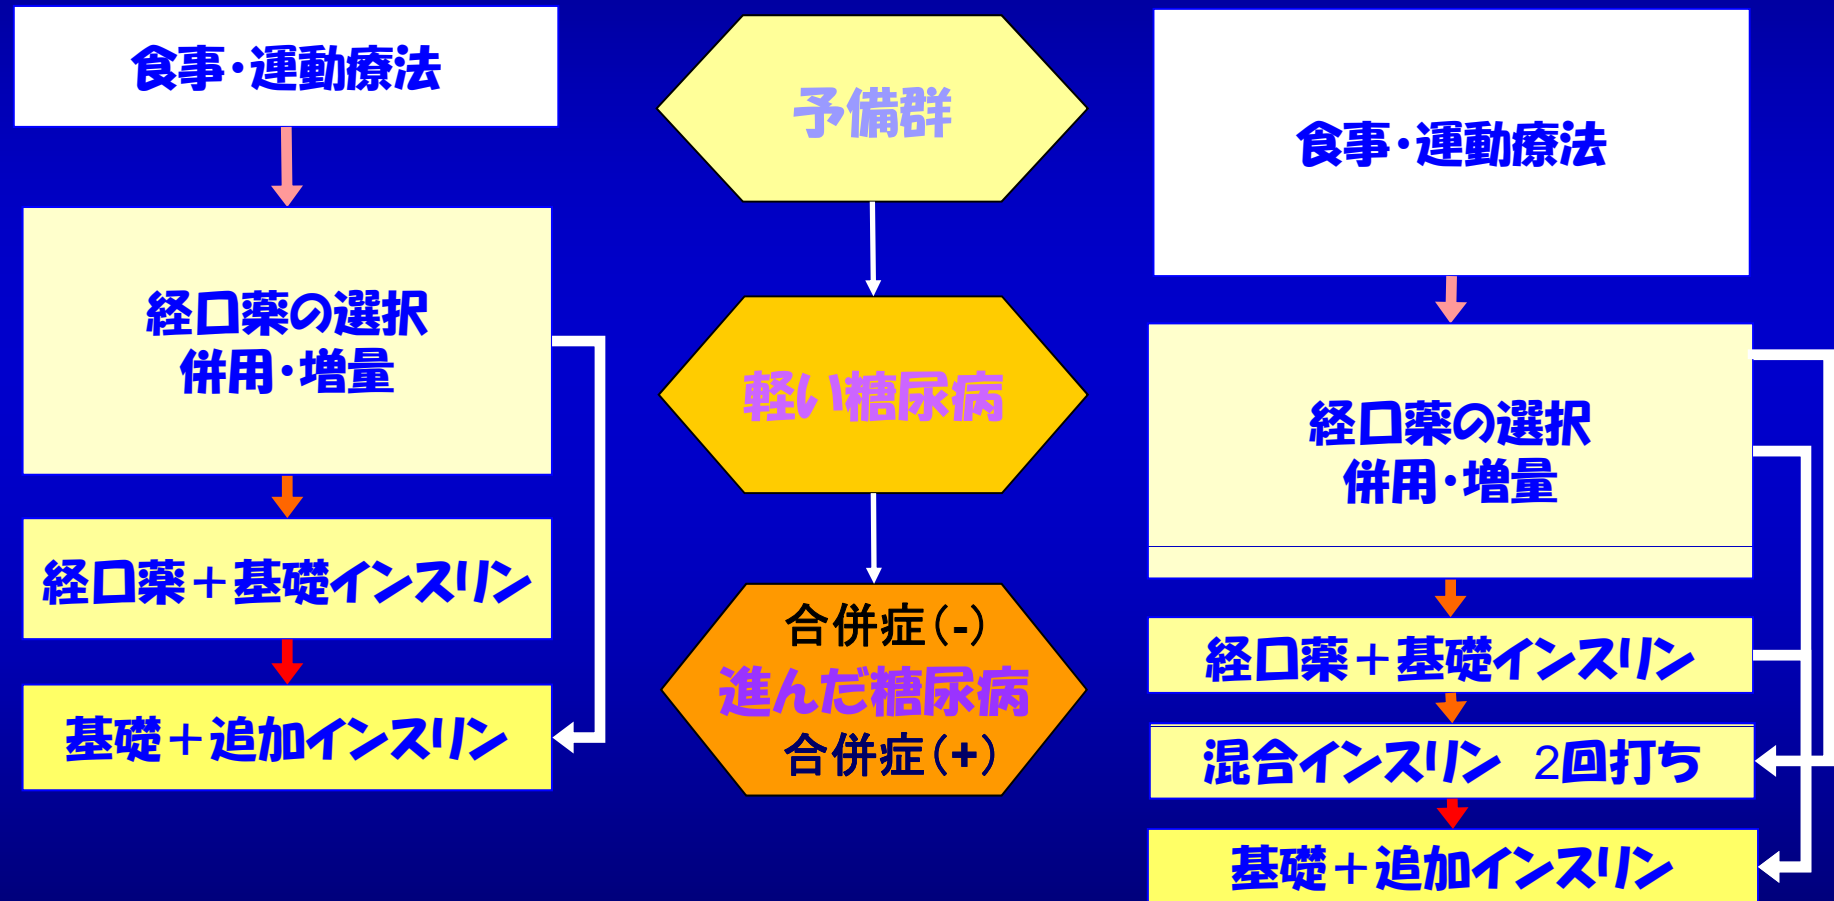 食事・運動療法
経口薬の選択
併用・増量
経口薬＋基礎インスリン
基礎＋追加インスリン
予備群
軽い糖尿病
合併症（-）
進んだ糖尿病
合併症（+）
食事・運動療法
経口薬の選択
併用・増量
経口薬＋基礎インスリン
混合インスリン　2回打ち
基礎＋追加インスリン